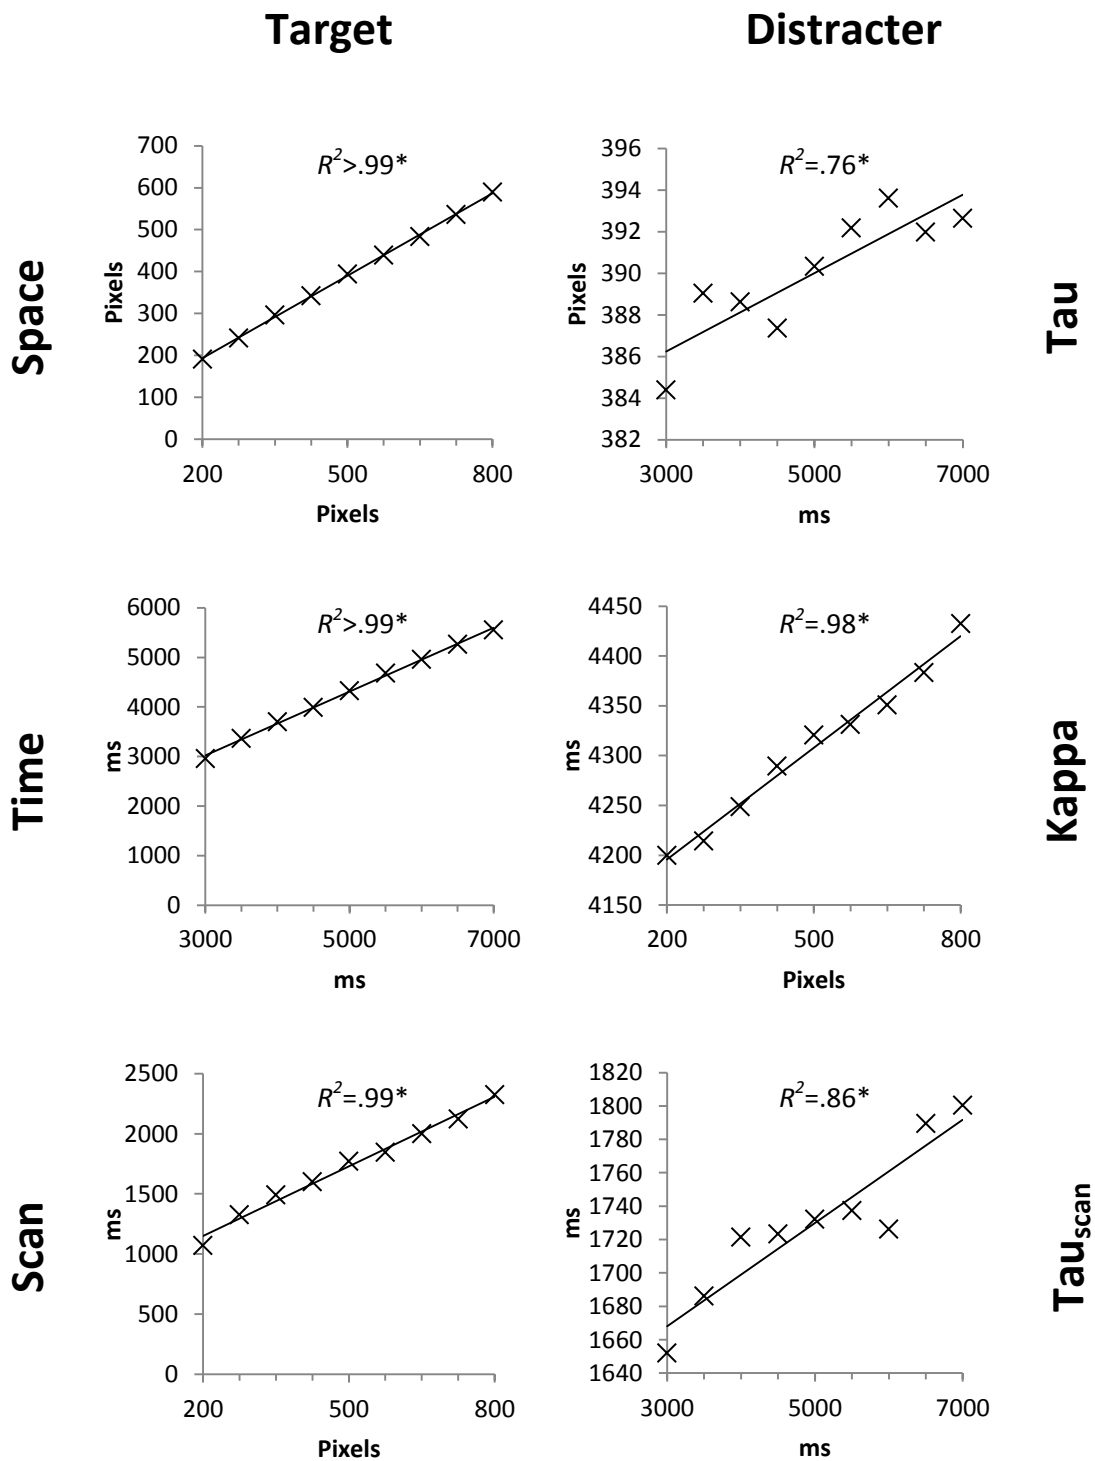 Target
Distracter
Space
R²>.99*
700
600
500
400
300
200
100
0
Pixels
200
500
800
Pixels
R²=.76*
396
394
392
390
388
386
384
382
Pixels
3000
5000
7000
ms
Tau
Time
R²>.99*
6000
5000
4000
3000
2000
1000
0
ms
3000
5000
7000
ms
R²=.98*
4450
4400
4350
4300
4250
4200
4150
ms
200
500
800
Pixels
Kappa
Scan
R²=.99*
2500
2000
1500
1000
500
0
ms
200
500
800
Pixels
R²=.86*
1820
1800
1780
1760
1740
1720
1700
1680
1660
1640
ms
3000
5000
7000
ms
Tauscan